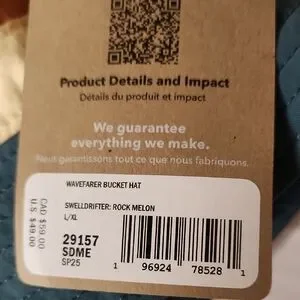 Product Details and Impact
Détails du produit et impact
We guarantee
everything we make.
Nous garantissons tout ce que nous fabriquons.
WAVEFARER BUCKET HAT
SWELLDRIFTER: ROCK MELON
L/XL
29157
SDME
SP25
CAD $59.00
U.S. $49.00
1 96924 78528 1